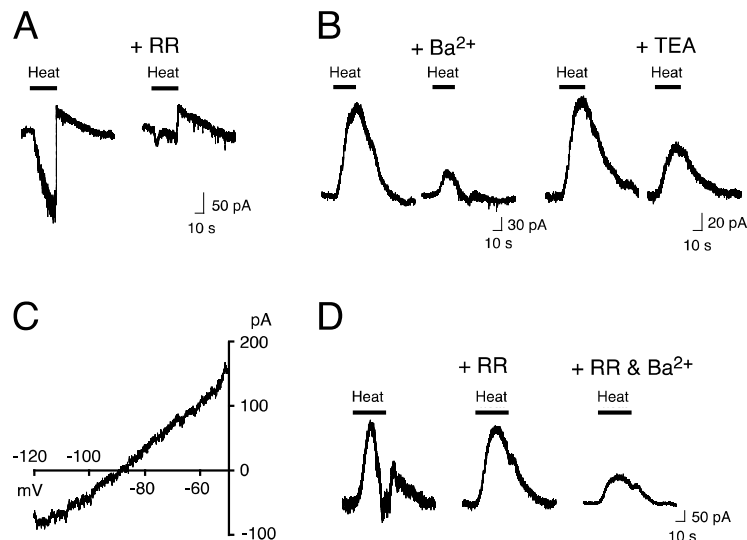 A
B
+ RR
+ Ba²⁺
+ TEA
Heat
Heat
Heat
Heat
Heat
Heat
50 pA
10 s
30 pA
10 s
20 pA
10 s
C
D
pA
200
100
0
-100
-120
-100
-80
-60
mV
+ RR
+ RR & Ba²⁺
Heat
Heat
Heat
50 pA
10 s